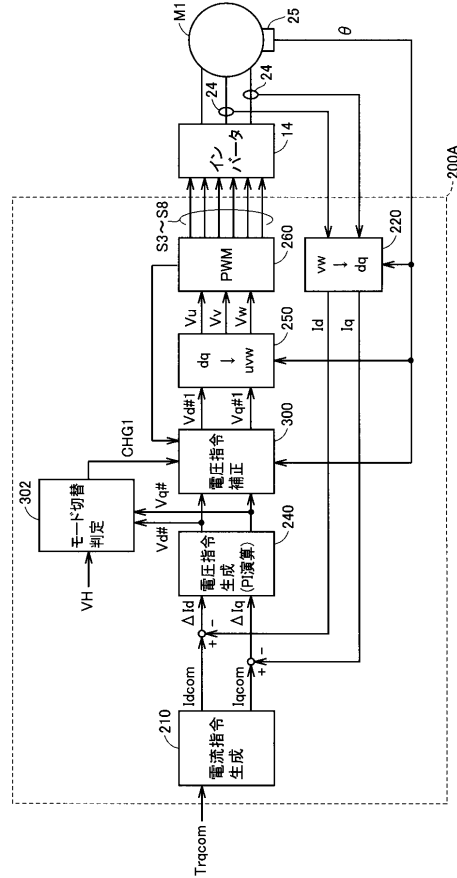 200A
Trqcom
210
電流指令
生成
Idcom
Iqcom
+
-
+
-
ΔId
ΔIq
240
電圧指令
生成
(PI演算)
VH
302
モード切替
判定
Vd#
Vq#
CHG1
300
電圧指令
補正
Vd#1
Vq#1
250
dq
↓
uvw
Vu
Vv
Vw
260
PWM
S3~S8
14
インバータ
24
24
M1
25
θ
220
vw
↓
dq
Id
Iq